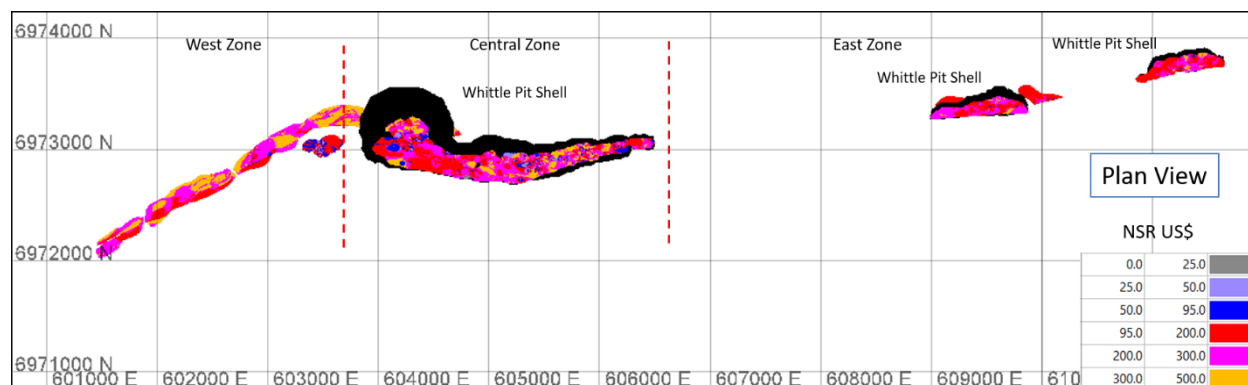 6974000 N
West Zone
Central Zone
East Zone
Whittle Pit Shell
Whittle Pit Shell
Whittle Pit Shell
6973000 N
Plan View
6972000 N
NSR US$
0.0 25.0
25.0 50.0
50.0 95.0
95.0 200.0
200.0 300.0
300.0 500.0
6971000 N
601000 E 602000 E 603000 E 604000 E 605000 E 606000 E 607000 E 608000 E 609000 E 610